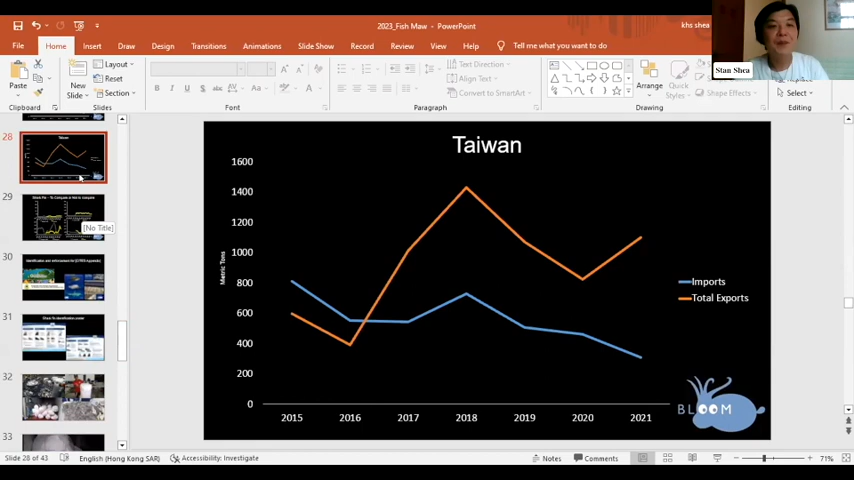 2023_Fish Maw - PowerPoint
khs shea
File Home Insert Draw Design Transitions Animations Slide Show Record Review View Help Tell me what you want to do
Stan Shea
Paste
New
Slide
Layout
Reset
Section
B I U S
Aa
A
Text Direction
Align Text
Convert to SmartArt
Arrange
Quick
Styles
Shape Effects
Select
Clipboard Slides Font Paragraph Drawing Editing
28
Taiwan
29
[No Title]
30
31
32
33
Taiwan
Metric Tons
1600
1400
1200
1000
800
600
400
200
0
2015 2016 2017 2018 2019 2020 2021
Imports
Total Exports
BLOOM
Slide 28 of 43 English (Hong Kong SAR) Accessibility: Investigate Notes Comments 71%